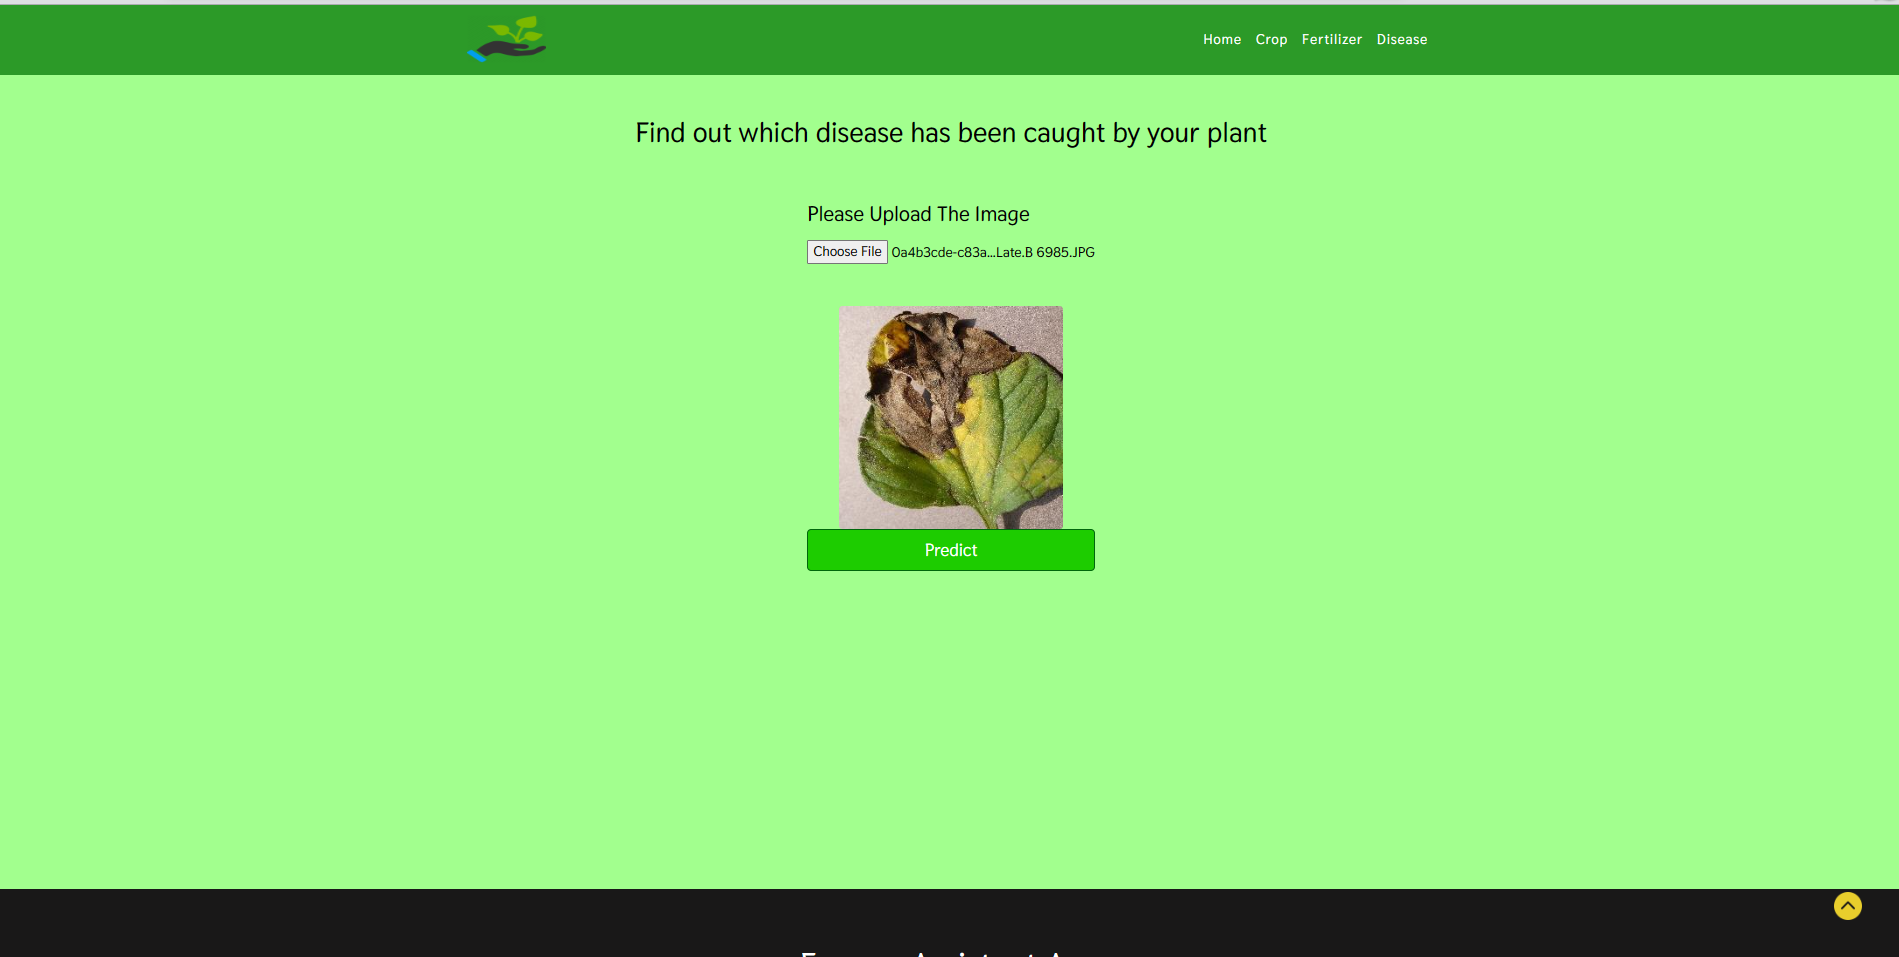 Home Crop Fertilizer Disease
Find out which disease has been caught by your plant
Please Upload The Image
Choose File 0a4b3cde-c83a...Late.B 6985.JPG
Predict